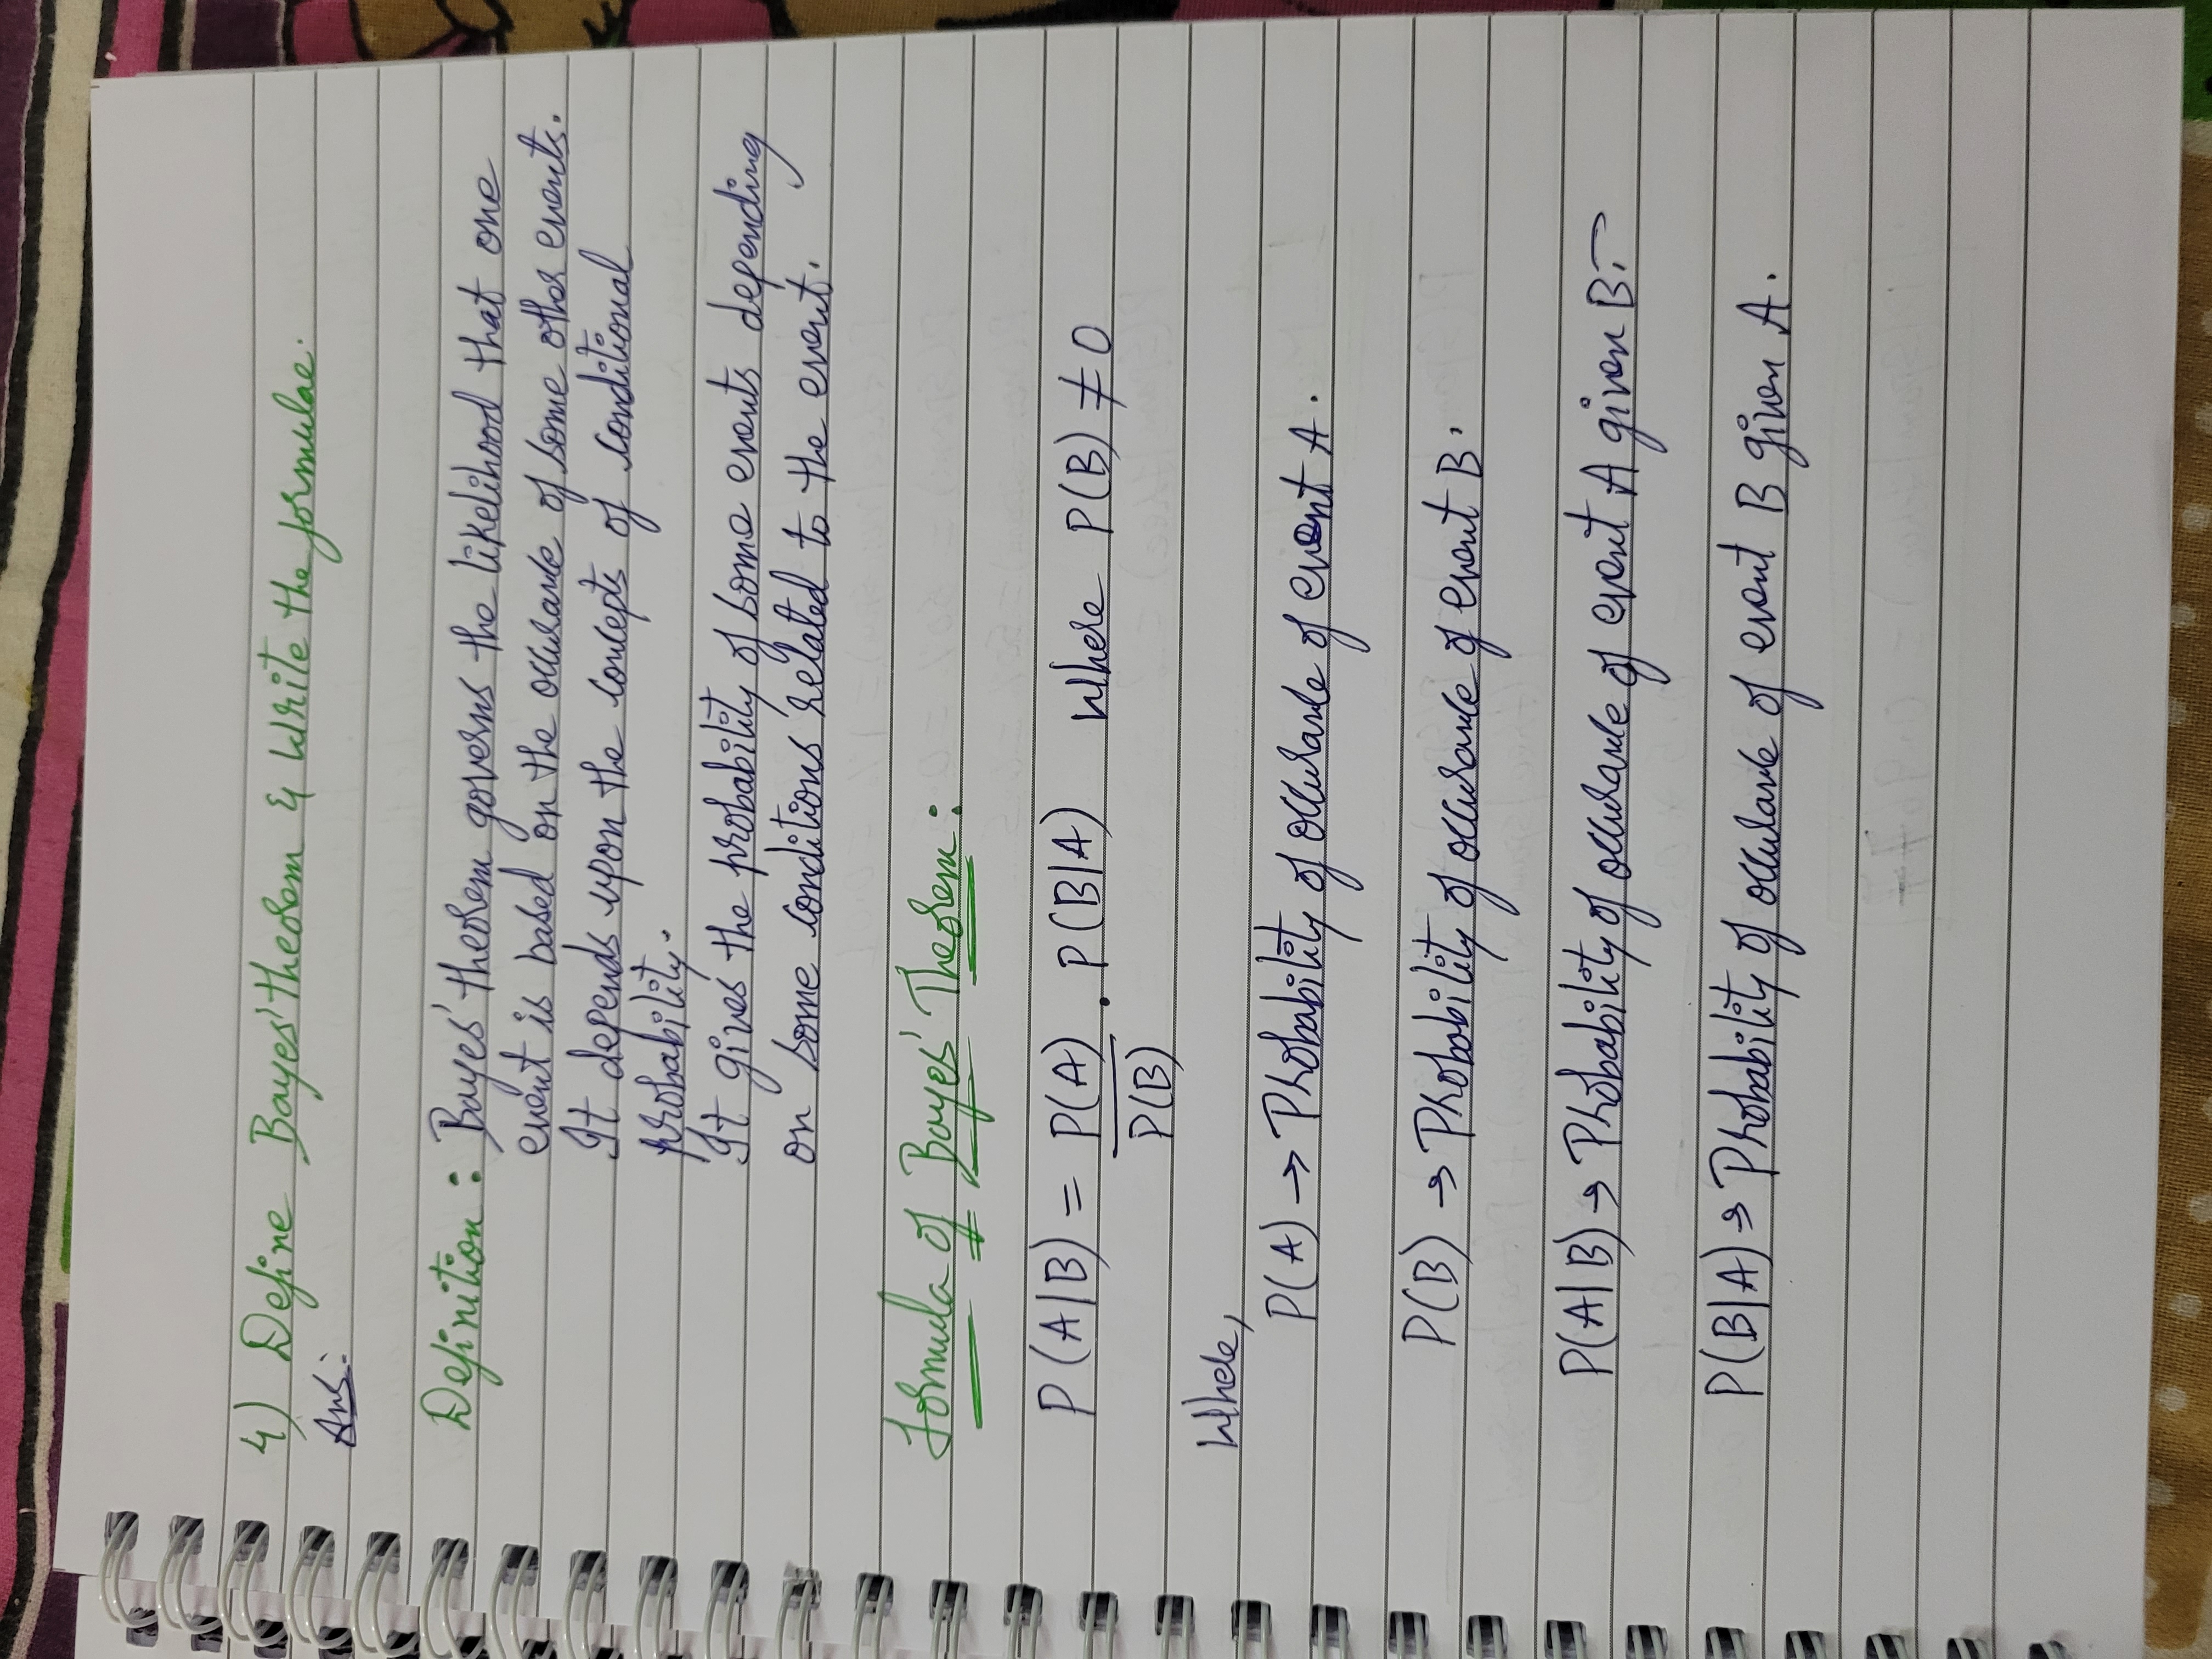 4) Define Bayes' theorem & Write the formulae.
Ans:
Definition : Bayes' theorem governs the likelihood that one
event is based on the occurance of some other events.
It depends upon the concepts of conditional
probability.
It gives the probability of some events depending
on some conditions related to the event.
Formula of Bayes' Theorem :
P(A|B) = P(A)/P(B) . P(B|A) Where P(B) ≠ 0
Where,
P(A) → Probability of occurance of event A.
P(B) → Probability of occurance of event B.
P(A|B) → Probability of occurance of event A given B.
P(B|A) → Probability of occurance of event B given A.